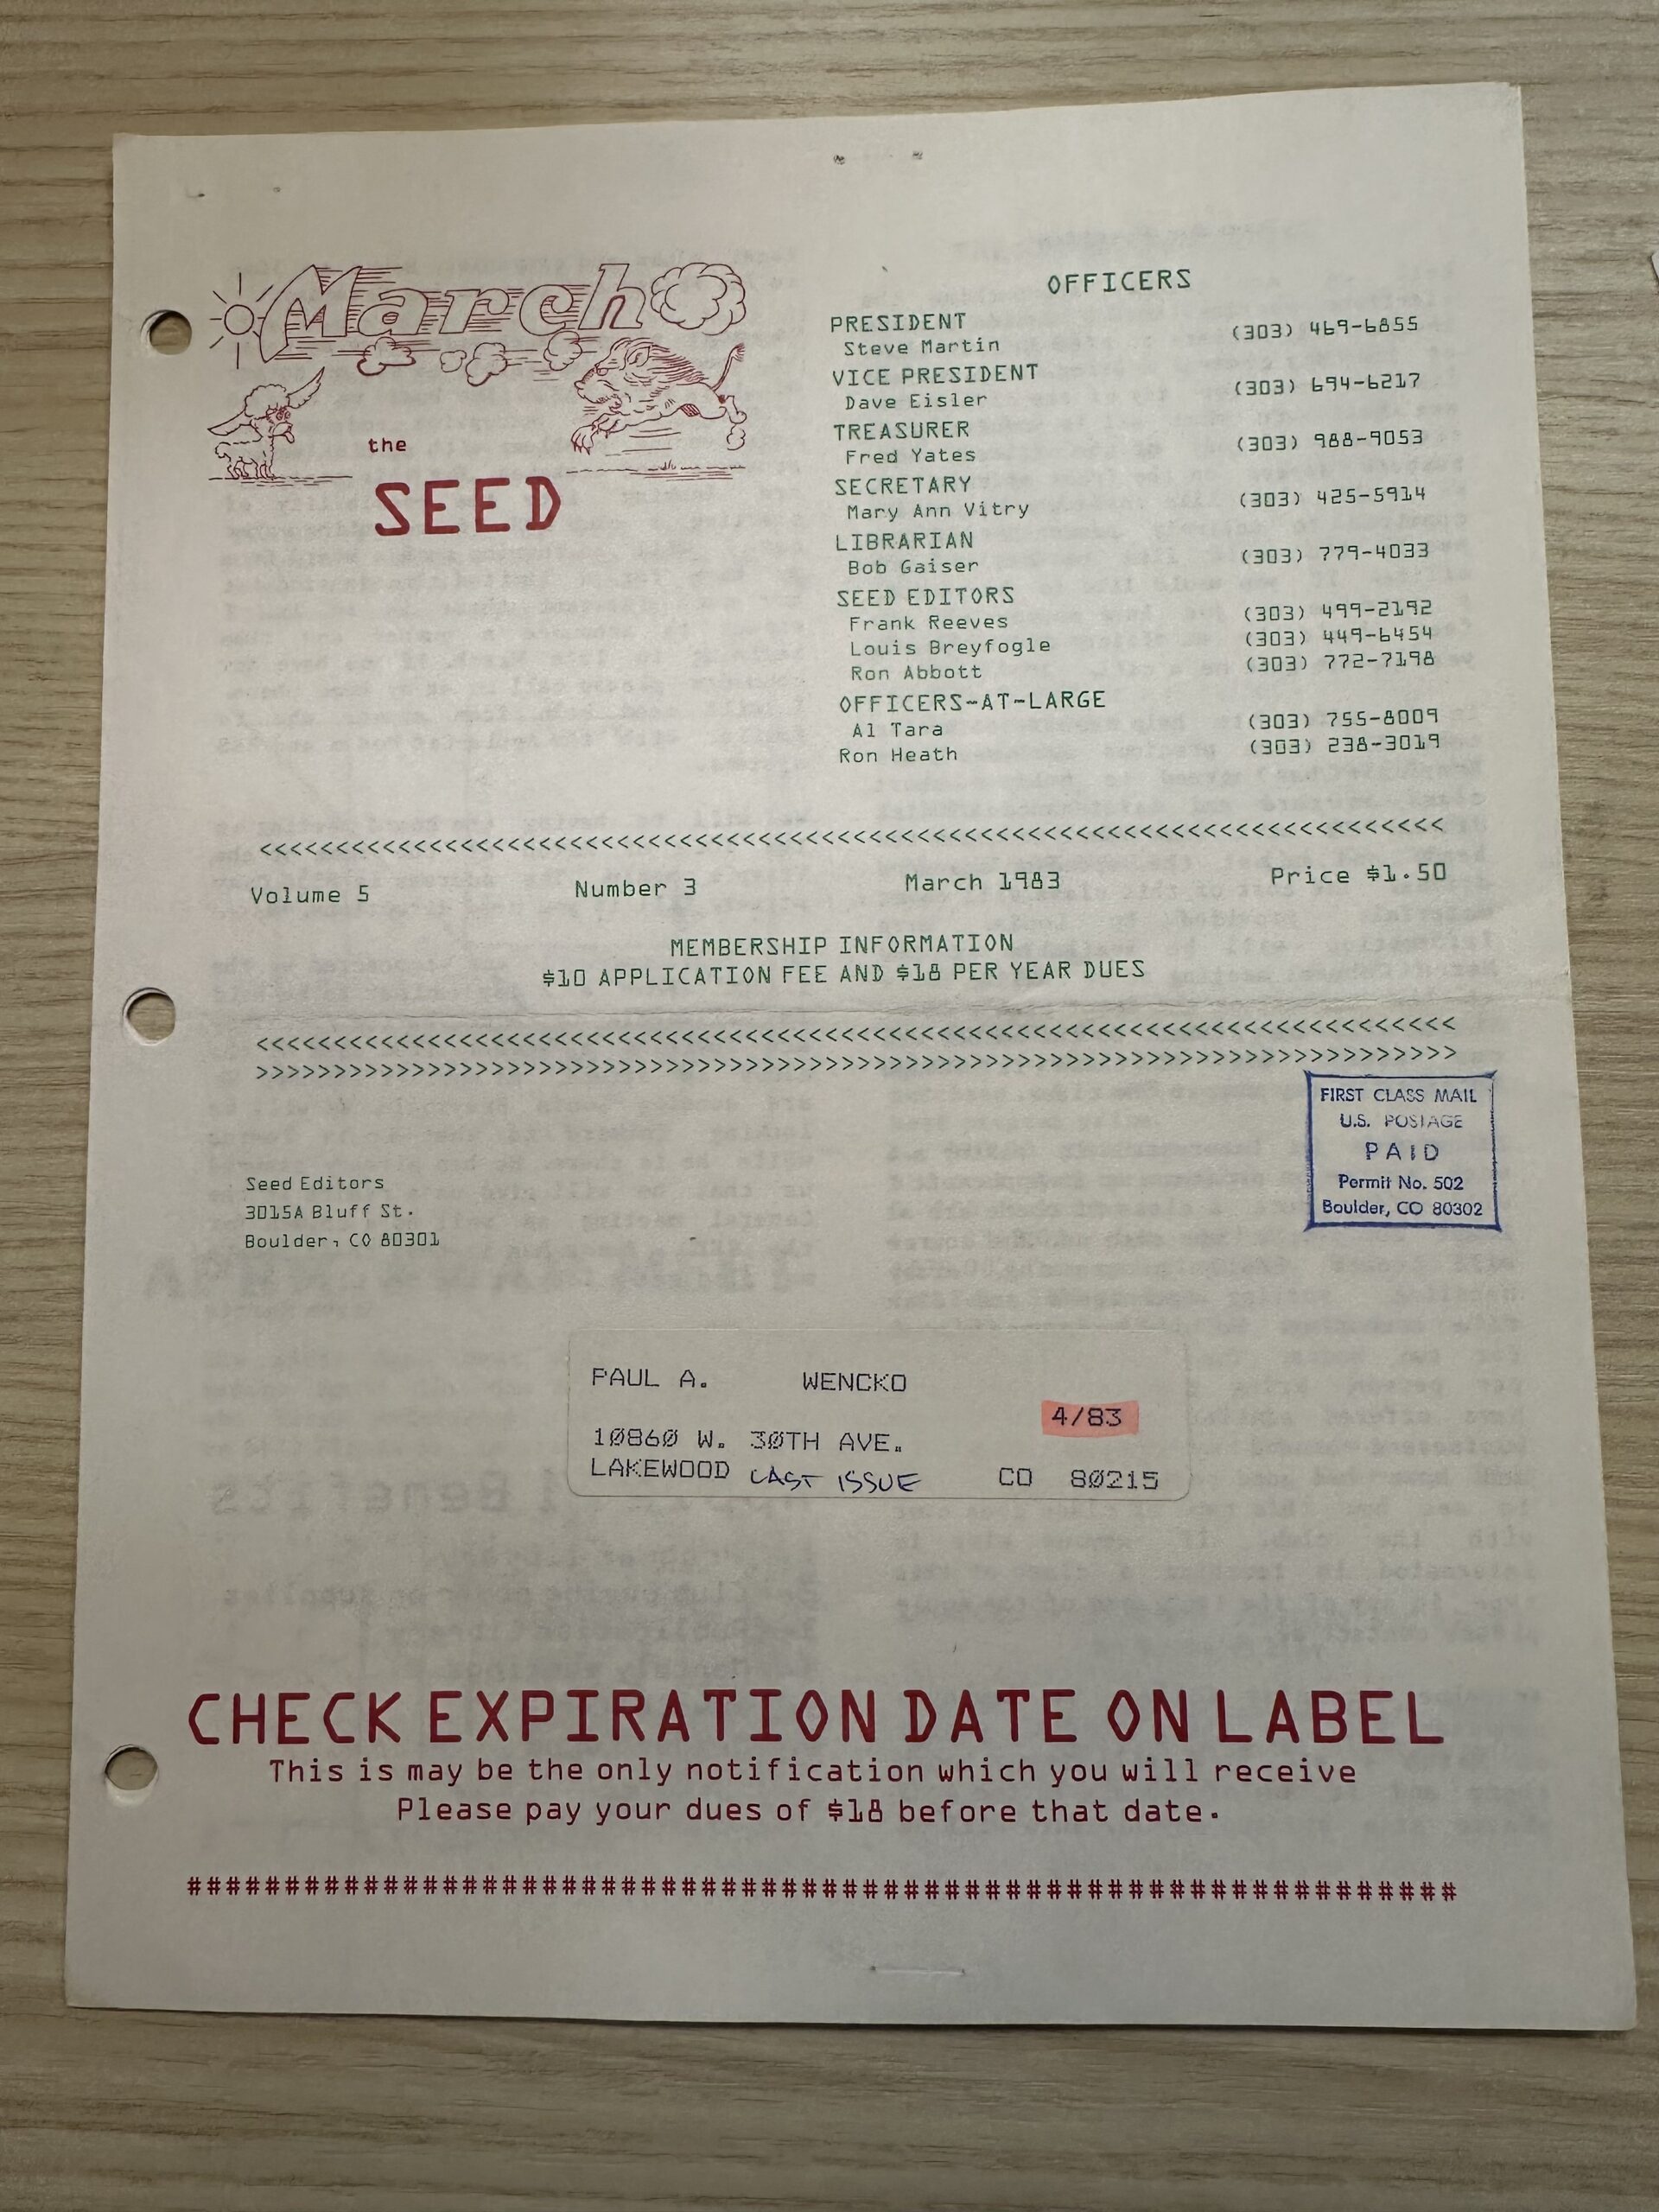 March
the
SEED
OFFICERS
PRESIDENT
Steve Martin (303) 469-6855
VICE PRESIDENT
Dave Eisler (303) 694-6217
TREASURER
Fred Yates (303) 988-9053
SECRETARY
Mary Ann Vitry (303) 425-5914
LIBRARIAN
Bob Gaiser (303) 779-4033
SEED EDITORS
Frank Reeves (303) 499-2192
Louis Breyfogle (303) 449-6454
Ron Abbott (303) 772-7198
OFFICERS-AT-LARGE
Al Tara (303) 755-8009
Ron Heath (303) 238-3019
<<<<<<<<<<<<<<<<<<<<<<<<<<<<<<<<<<<<<<<<<<<<<<<<<<<<<<<<<<<<<<<<<<<<<<<<<<<<<<
Volume 5 Number 3 March 1983 Price $1.50
MEMBERSHIP INFORMATION
$10 APPLICATION FEE AND $18 PER YEAR DUES
<<<<<<<<<<<<<<<<<<<<<<<<<<<<<<<<<<<<<<<<<<<<<<<<<<<<<<<<<<<<<<<<<<<<<<<<<<<<<<
>>>>>>>>>>>>>>>>>>>>>>>>>>>>>>>>>>>>>>>>>>>>>>>>>>>>>>>>>>>>>>>>>>>>>>>>>>>>>>
FIRST CLASS MAIL
U.S. POSTAGE
PAID
Permit No. 502
Boulder, CO 80302
Seed Editors
3015A Bluff St.
Boulder, CO 80301
PAUL A. WENCKO
4/83
10860 W. 30TH AVE.
LAKEWOOD LAST ISSUE CO 80215
CHECK EXPIRATION DATE ON LABEL
This is may be the only notification which you will receive
Please pay your dues of $18 before that date.
################################################################